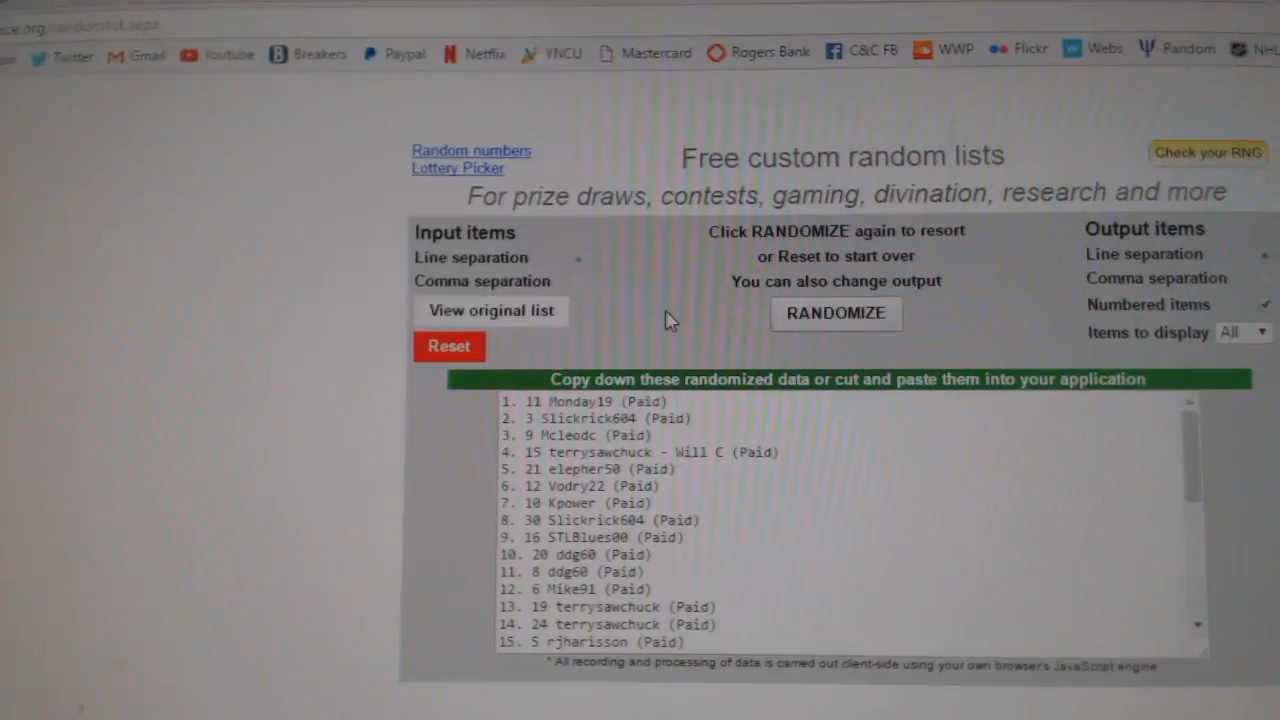 ce.org/randomlist.aspx
Twitter Gmail Youtube Breakers Paypal Netflix YNCU Mastercard Rogers Bank C&C FB WWP Flickr Webs Random NHL
Random numbers
Lottery Picker
Free custom random lists
Check your RNG
For prize draws, contests, gaming, divination, research and more
Input items
Line separation
Comma separation
View original list
Reset
Click RANDOMIZE again to resort
or Reset to start over
You can also change output
RANDOMIZE
Output items
Line separation
Comma separation
Numbered items
Items to display All
Copy down these randomized data or cut and paste them into your application
1. 11 Monday19 (Paid)
2. 3 Slickrick604 (Paid)
3. 9 Mcleodc (Paid)
4. 15 terrysawchuck - Will C (Paid)
5. 21 elepher50 (Paid)
6. 12 Vodry22 (Paid)
7. 10 Kpower (Paid)
8. 30 Slickrick604 (Paid)
9. 16 STLBlues00 (Paid)
10. 20 ddg60 (Paid)
11. 8 ddg60 (Paid)
12. 6 Mike91 (Paid)
13. 19 terrysawchuck (Paid)
14. 24 terrysawchuck (Paid)
15. 5 rjharisson (Paid)
* All recording and processing of data is carried out client-side using your own browser's JavaScript engine